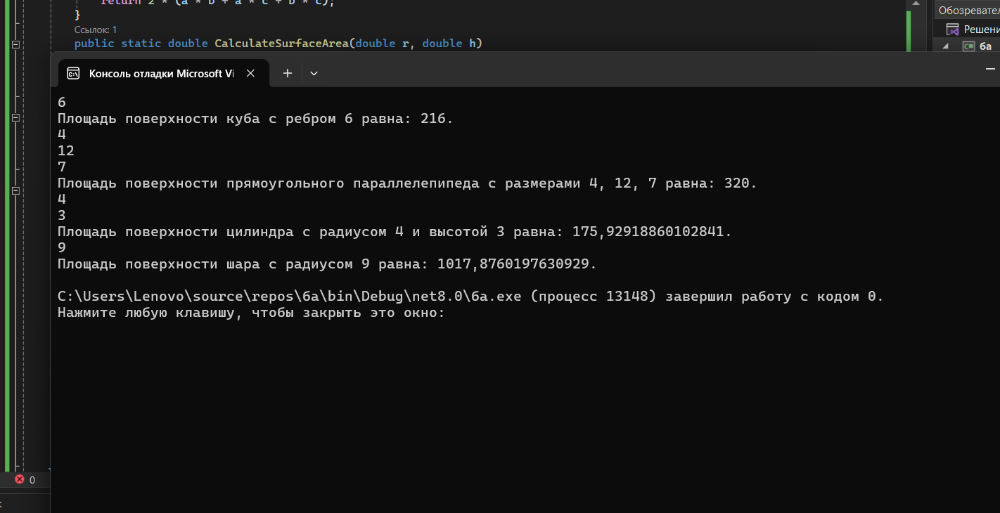 return 2 * (a * b + a * c + b * c);
}
Ссылок: 1
public static double CalculateSurfaceArea(double r, double h)
Обозревател
Решени
C# ба
Консоль отладки Microsoft Vi
6
Площадь поверхности куба с ребром 6 равна: 216.
4
12
7
Площадь поверхности прямоугольного параллелепипеда с размерами 4, 12, 7 равна: 320.
4
3
Площадь поверхности цилиндра с радиусом 4 и высотой 3 равна: 175,92918860102841.
9
Площадь поверхности шара с радиусом 9 равна: 1017,8760197630929.
C:\Users\Lenovo\source\repos\ба\bin\Debug\net8.0\ба.exe (процесс 13148) завершил работу с кодом 0.
Нажмите любую клавишу, чтобы закрыть это окно:
0